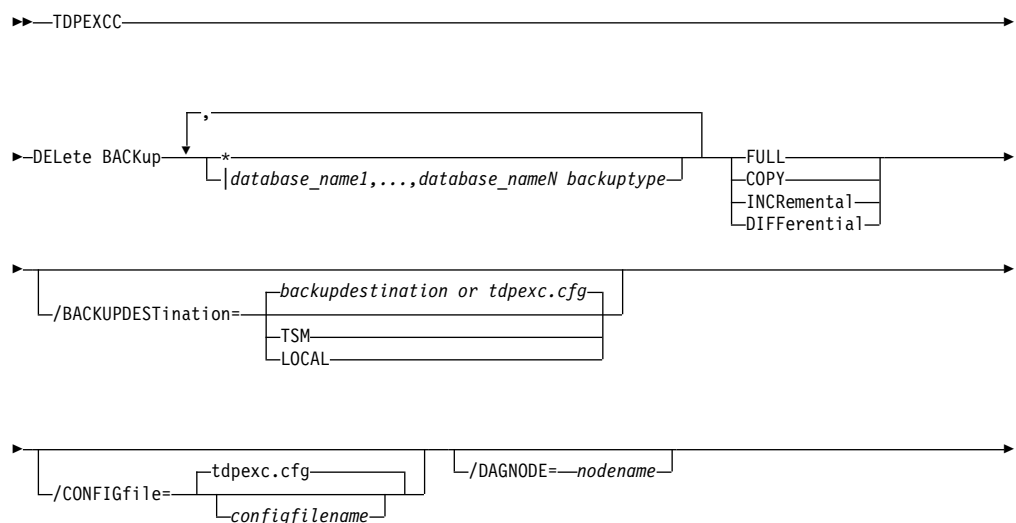 TDPEXCC
,
DELete BACKup * FULL
|database_name1,...,database_nameN backuptype COPY
INCRemental
DIFFerential
backupdestination or tdpexc.cfg
/BACKUPDESTination=
TSM
LOCAL
tdpexc.cfg /DAGNODE= nodename
/CONFIGfile=
configfilename